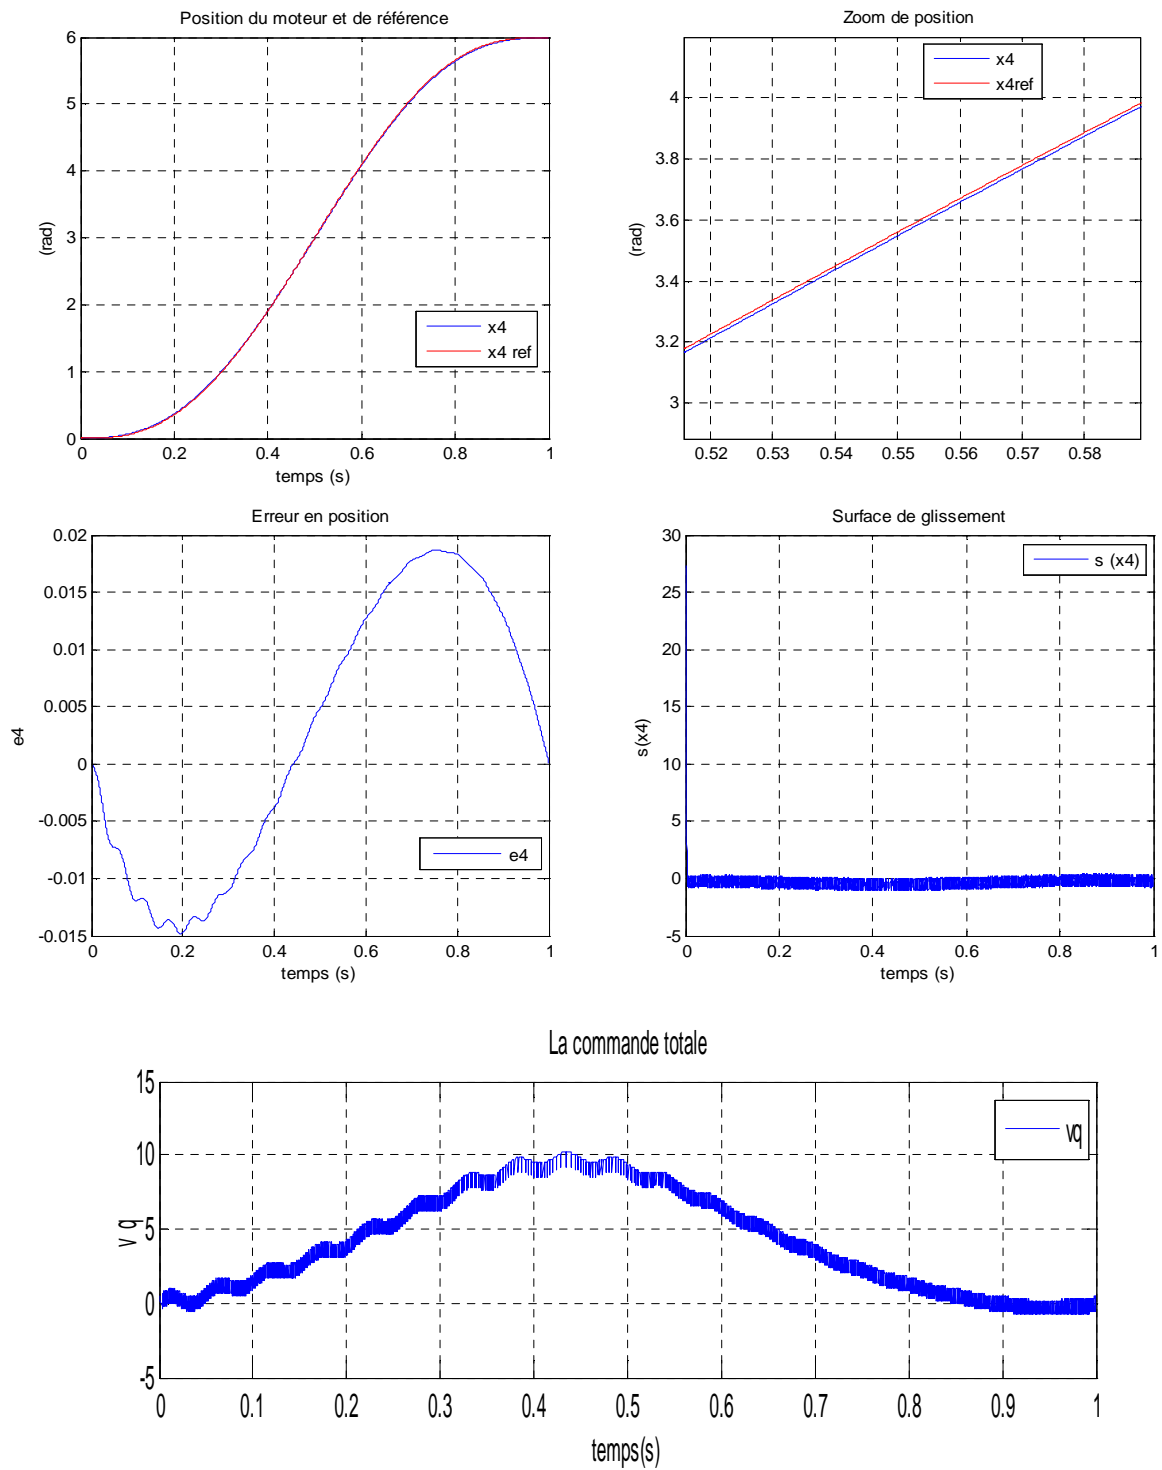 Position du moteur et de référence
6
5
4
3
2
1
0
(rad)
x4
x4 ref
0 0.2 0.4 0.6 0.8 1
temps (s)
Zoom de position
x4
x4ref
4
3.8
3.6
3.4
3.2
3
(rad)
0.52 0.53 0.54 0.55 0.56 0.57 0.58
Erreur en position
0.02
0.015
0.01
0.005
0
-0.005
-0.01
-0.015
e4
e4
0 0.2 0.4 0.6 0.8 1
temps (s)
Surface de glissement
s (x4)
30
25
20
15
10
5
0
-5
s(x4)
0 0.2 0.4 0.6 0.8 1
temps (s)
La commande totale
15
10
5
0
-5
v q
vq
0 0.1 0.2 0.3 0.4 0.5 0.6 0.7 0.8 0.9 1
temps(s)